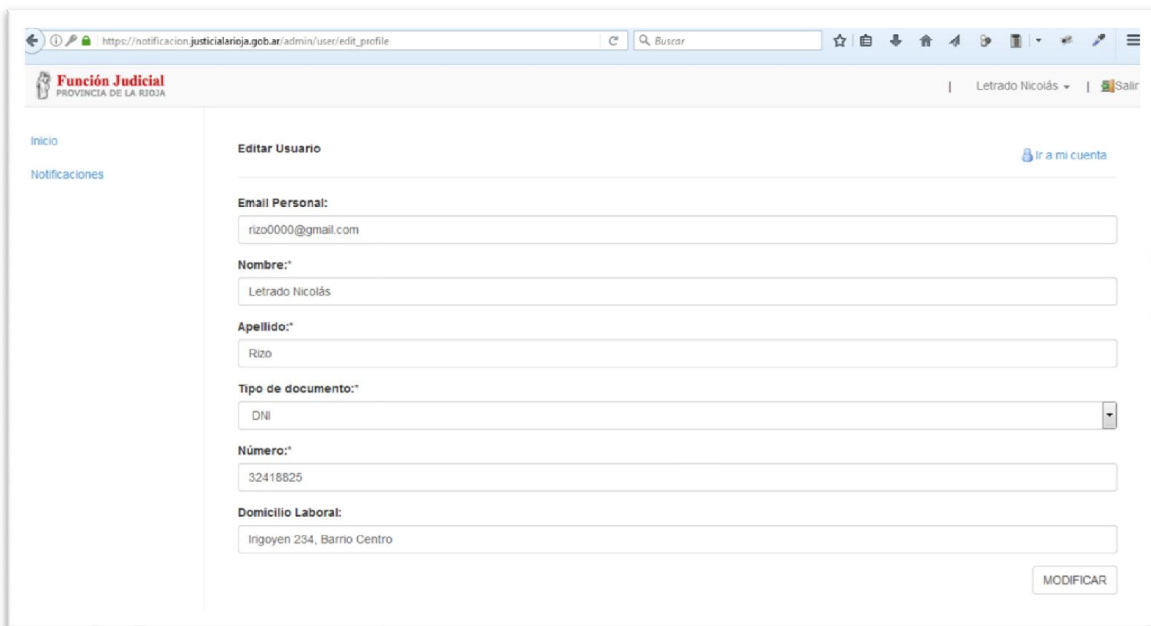 https://notificacion.justicialarioja.gob.ar/admin/user/edit_profile
Buscar
Función Judicial
PROVINCIA DE LA RIOJA
| Letrado Nicolás | Salir
Inicio
Notificaciones
Editar Usuario
Ir a mi cuenta
Email Personal:
rizo0000@gmail.com
Nombre:*
Letrado Nicolás
Apellido:*
Rizo
Tipo de documento:*
DNI
Número:*
32418825
Domicilio Laboral:
Irigoyen 234, Barrio Centro
MODIFICAR